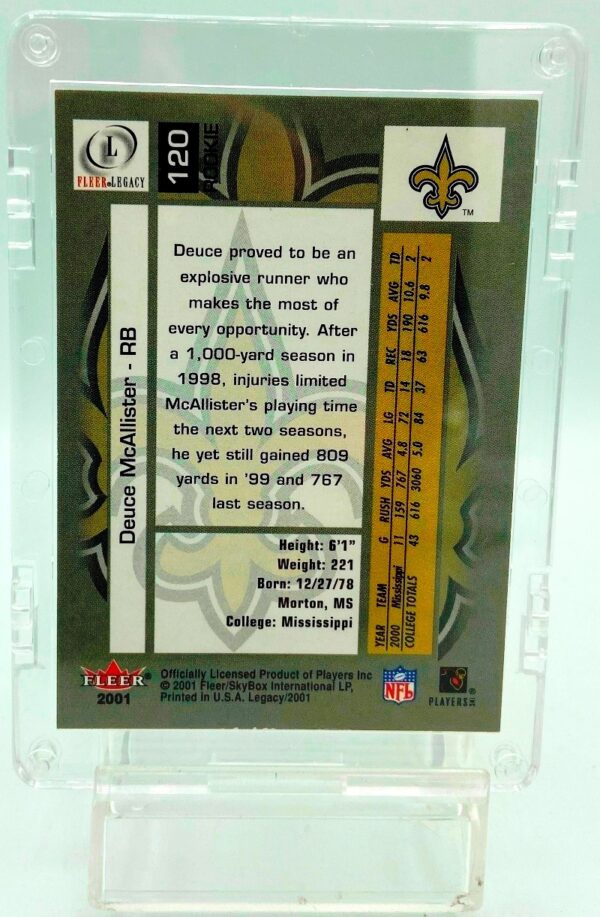 L
FLEER LEGACY
120
ROOKIE
TM
Deuce McAllister - RB
Deuce proved to be an
explosive runner who
makes the most of
every opportunity. After
a 1,000-yard season in
1998, injuries limited
McAllister's playing time
the next two seasons,
he yet still gained 809
yards in '99 and 767
last season.
Height: 6'1"
Weight: 221
Born: 12/27/78
Morton, MS
College: Mississippi
YEAR TEAM G RUSH YDS AVG LG TD REC YDS AVG TD
2000 Mississippi 11 159 767 4.8 72 14 18 190 10.6 2
COLLEGE TOTALS 43 616 3060 5.0 84 37 63 616 9.8 2
FLEER®
2001
Officially Licensed Product of Players Inc
© 2001 Fleer/SkyBox International LP,
Printed in U.S.A. Legacy/2001
NFL
PLAYERS INC ®